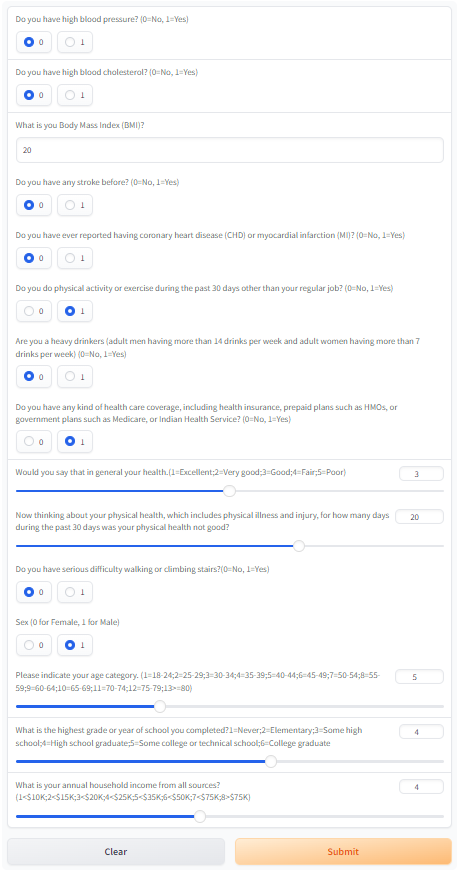 Do you have high blood pressure? (0=No, 1=Yes)
0 1
Do you have high blood cholesterol? (0=No, 1=Yes)
0 1
What is you Body Mass Index (BMI)?
20
Do you have any stroke before? (0=No, 1=Yes)
0 1
Do you have ever reported having coronary heart disease (CHD) or myocardial infarction (MI)? (0=No, 1=Yes)
0 1
Do you do physical activity or exercise during the past 30 days other than your regular job? (0=No, 1=Yes)
0 1
Are you a heavy drinkers (adult men having more than 14 drinks per week and adult women having more than 7
drinks per week) (0=No, 1=Yes)
0 1
Do you have any kind of health care coverage, including health insurance, prepaid plans such as HMOs, or
government plans such as Medicare, or Indian Health Service? (0=No, 1=Yes)
0 1
Would you say that in general your health.(1=Excellent;2=Very good;3=Good;4=Fair;5=Poor) 3
Now thinking about your physical health, which includes physical illness and injury, for how many days 20
during the past 30 days was your physical health not good?
Do you have serious difficulty walking or climbing stairs?(0=No, 1=Yes)
0 1
Sex (0 for Female, 1 for Male)
0 1
Please indicate your age category. (1=18-24;2=25-29;3=30-34;4=35-39;5=40-44;6=45-49;7=50-54;8=55- 5
59;9=60-64;10=65-69;11=70-74;12=75-79;13>=80)
What is the highest grade or year of school you completed?1=Never;2=Elementary;3=Some high 4
school;4=High school graduate;5=Some college or technical school;6=College graduate
What is your annual household income from all sources? 4
(1<$10K;2<$15K;3<$20K;4<$25K;5<$35K;6<$50K;7<$75K;8>$75K)
Clear Submit